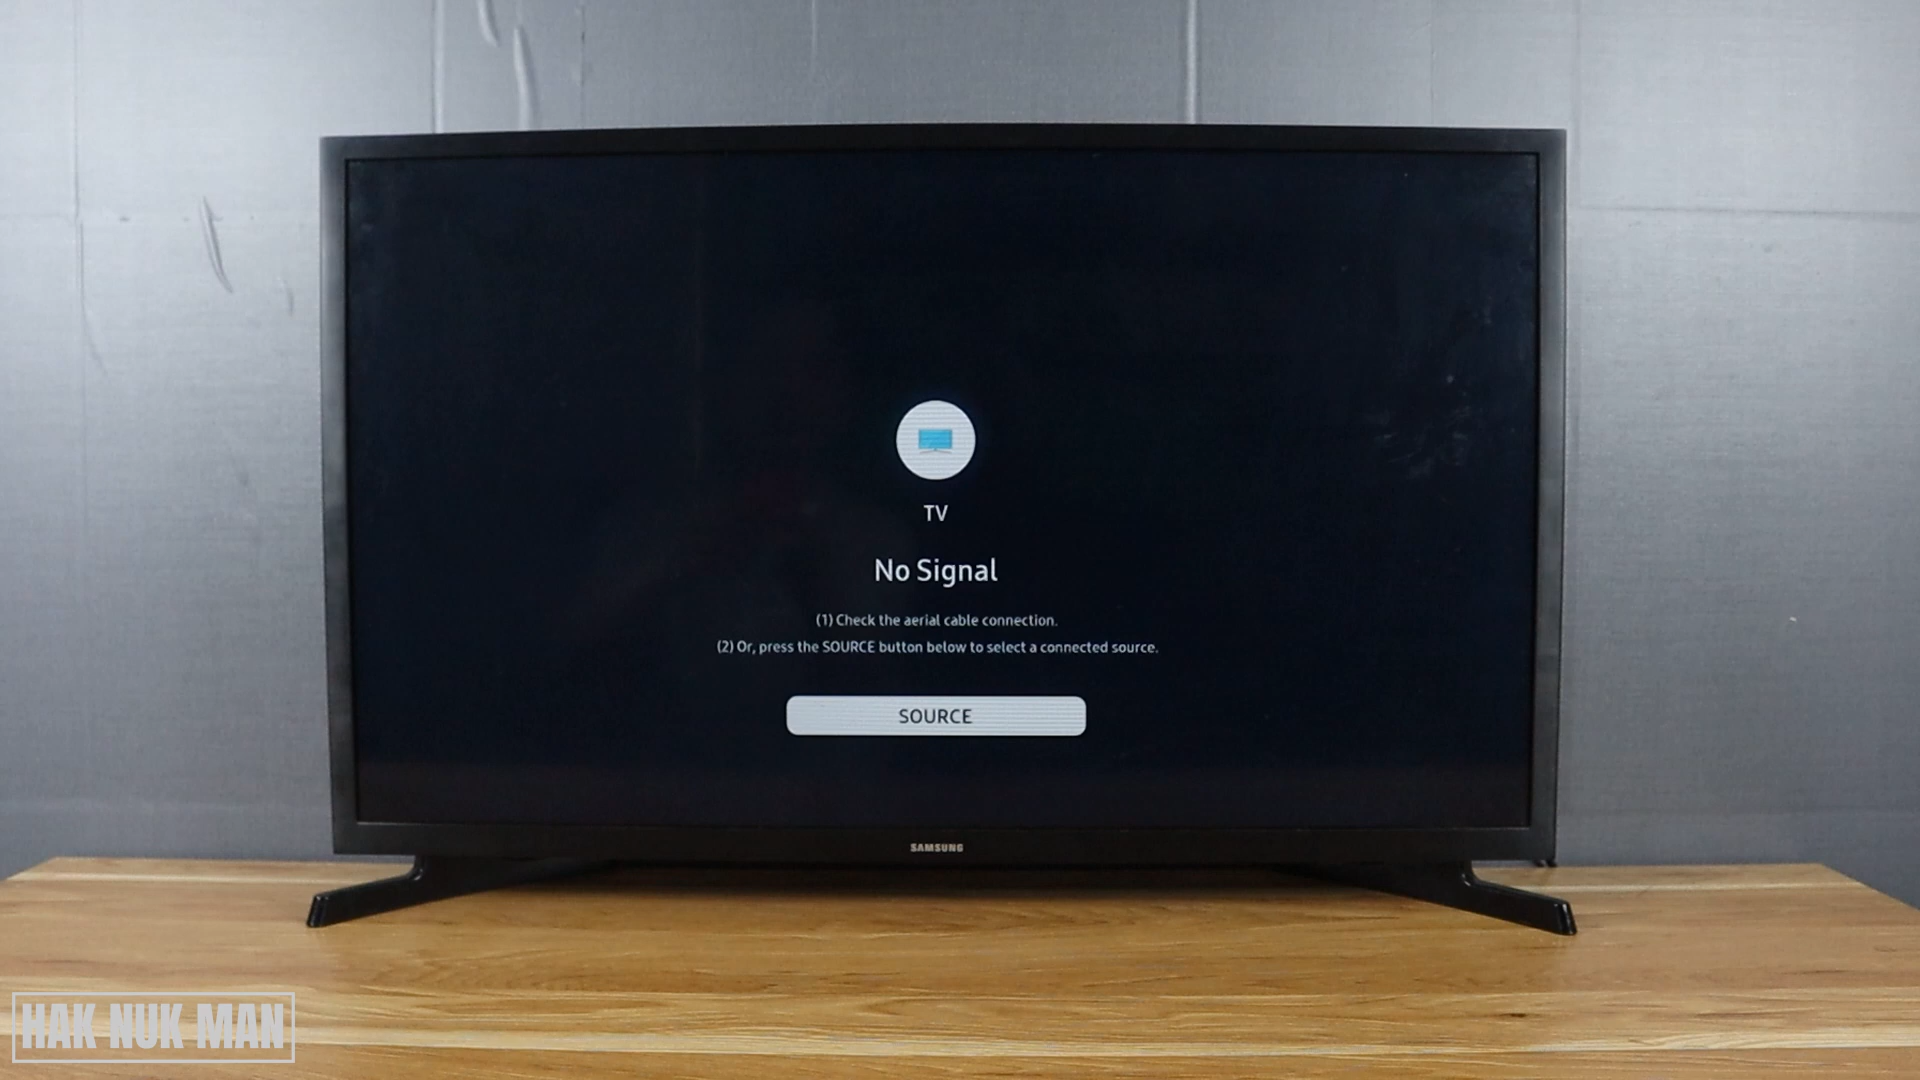 TV
No Signal
(1) Check the aerial cable connection.
(2) Or, press the SOURCE button below to select a connected source.
SOURCE
SAMSUNG
HAK NUK MAN